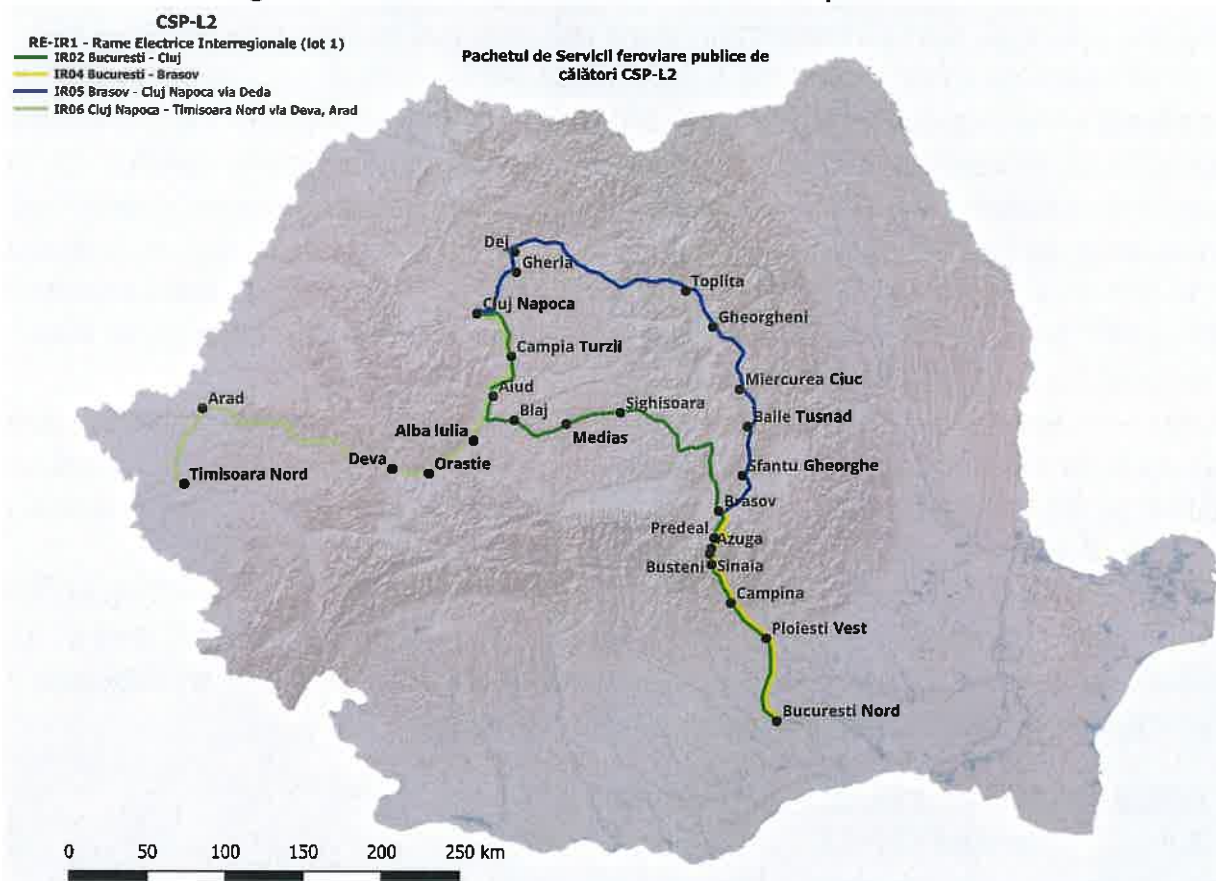 CSP-L2
RE-IR1 - Rame Electrice Interregionale (lot 1)
IR02 Bucuresti - Cluj
IR04 Bucuresti - Brasov
IR05 Brasov - Cluj Napoca via Deda
IR06 Cluj Napoca - Timisoara Nord via Deva, Arad
Pachetul de Servicii feroviare publice de
călători CSP-L2
Dej
Gherla
Toplita
Cluj Napoca
Gheorgheni
Campia Turzii
Miercurea Ciuc
Aiud
Arad
Sighisoara
Blaj
Baile Tusnad
Alba Iulia
Medias
Deva
Orastie
Timisoara Nord
Sfantu Gheorghe
Brasov
Predeal
Azuga
Busteni
Sinaia
Campina
Ploiesti Vest
Bucuresti Nord
0 50 100 150 200 250 km